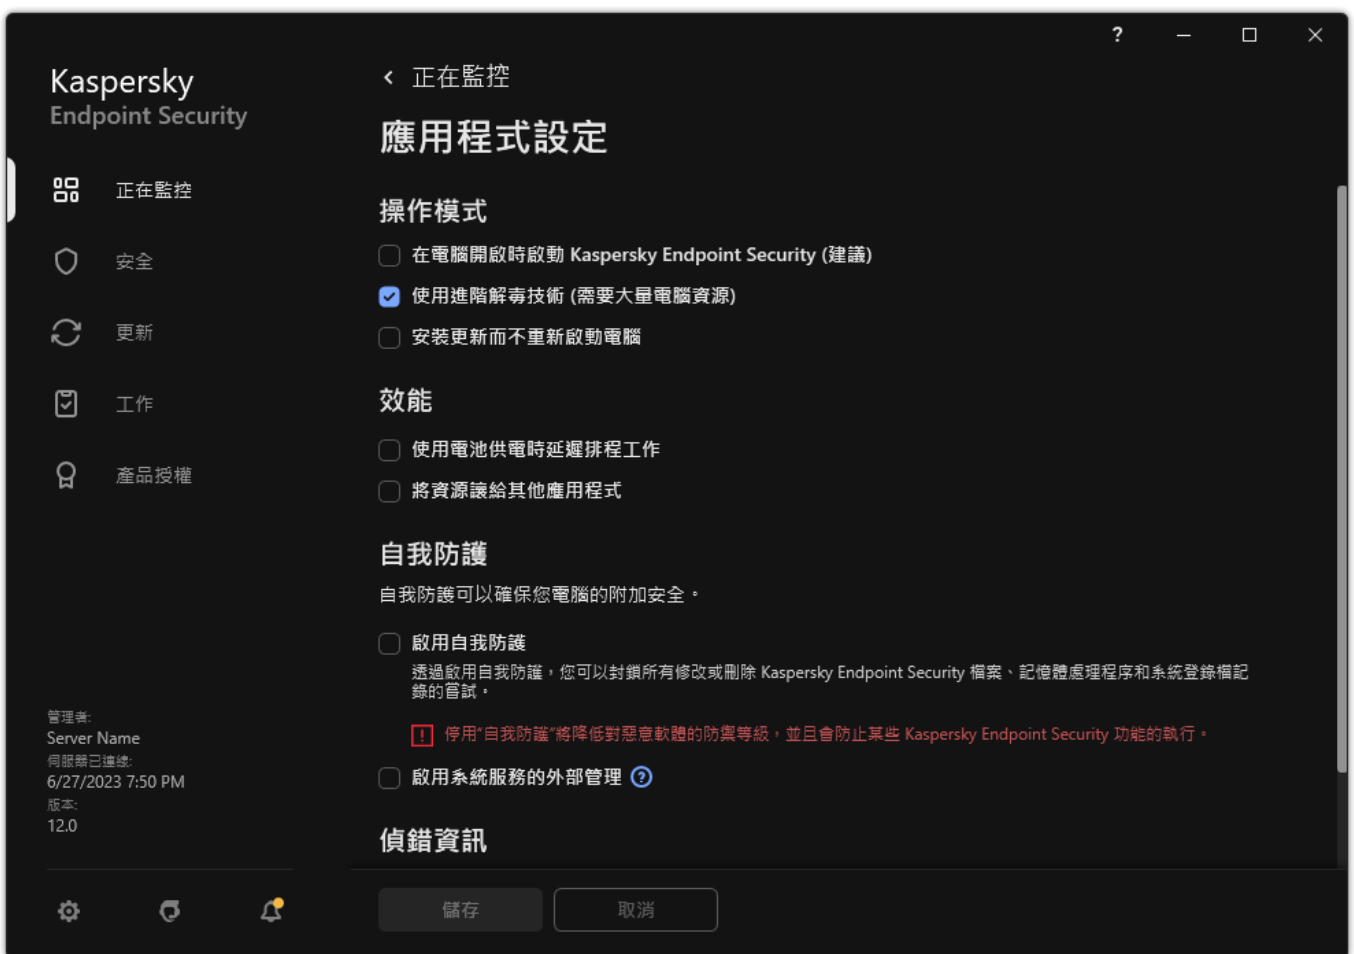 ?
Kaspersky
Endpoint Security
正在監控
安全
更新
工作
產品授權
管理者:
Server Name
伺服器已連線:
6/27/2023 7:50 PM
版本:
12.0
正在監控
應用程式設定
操作模式
在電腦開啟時啟動 Kaspersky Endpoint Security (建議)
使用進階解毒技術 (需要大量電腦資源)
安裝更新而不重新啟動電腦
效能
使用電池供電時延遲排程工作
將資源讓給其他應用程式
自我防護
自我防護可以確保您電腦的附加安全。
啟用自我防護
透過啟用自我防護，您可以封鎖所有修改或刪除 Kaspersky Endpoint Security 檔案、記憶體處理程序和系統登錄檔記
錄的嘗試。
停用“自我防護”將降低對惡意軟體的防禦等級，並且會防止某些 Kaspersky Endpoint Security 功能的執行。
啟用系統服務的外部管理 ?
偵錯資訊
儲存
取消